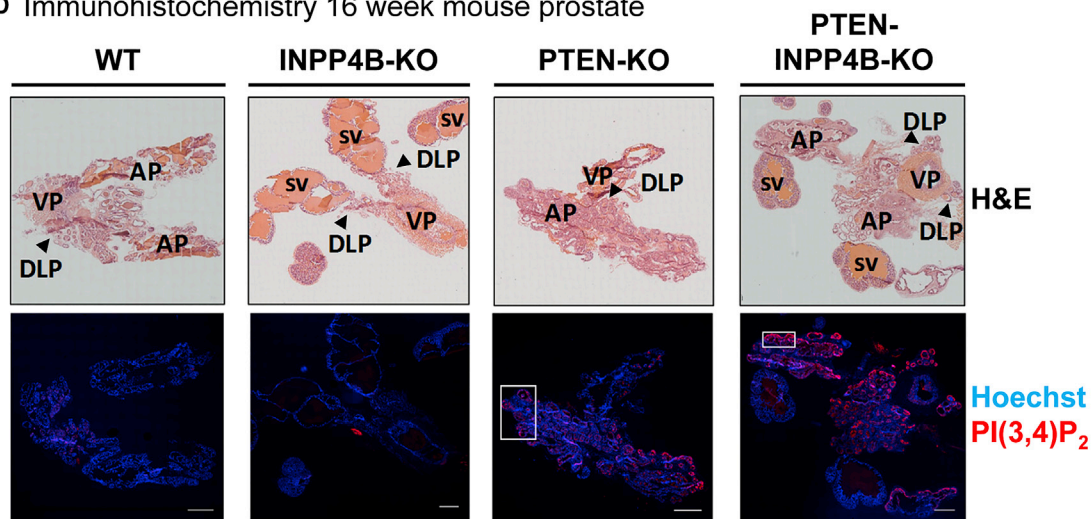 b Immunohistochemistry 16 week mouse prostate
WT
INPP4B-KO
PTEN-KO
PTEN-
INPP4B-KO
AP
VP
AP
DLP
SV
SV
DLP
SV
VP
DLP
VP
DLP
AP
DLP
AP
SV
VP
AP
DLP
SV
H&E
Hoechst
PI(3,4)P₂